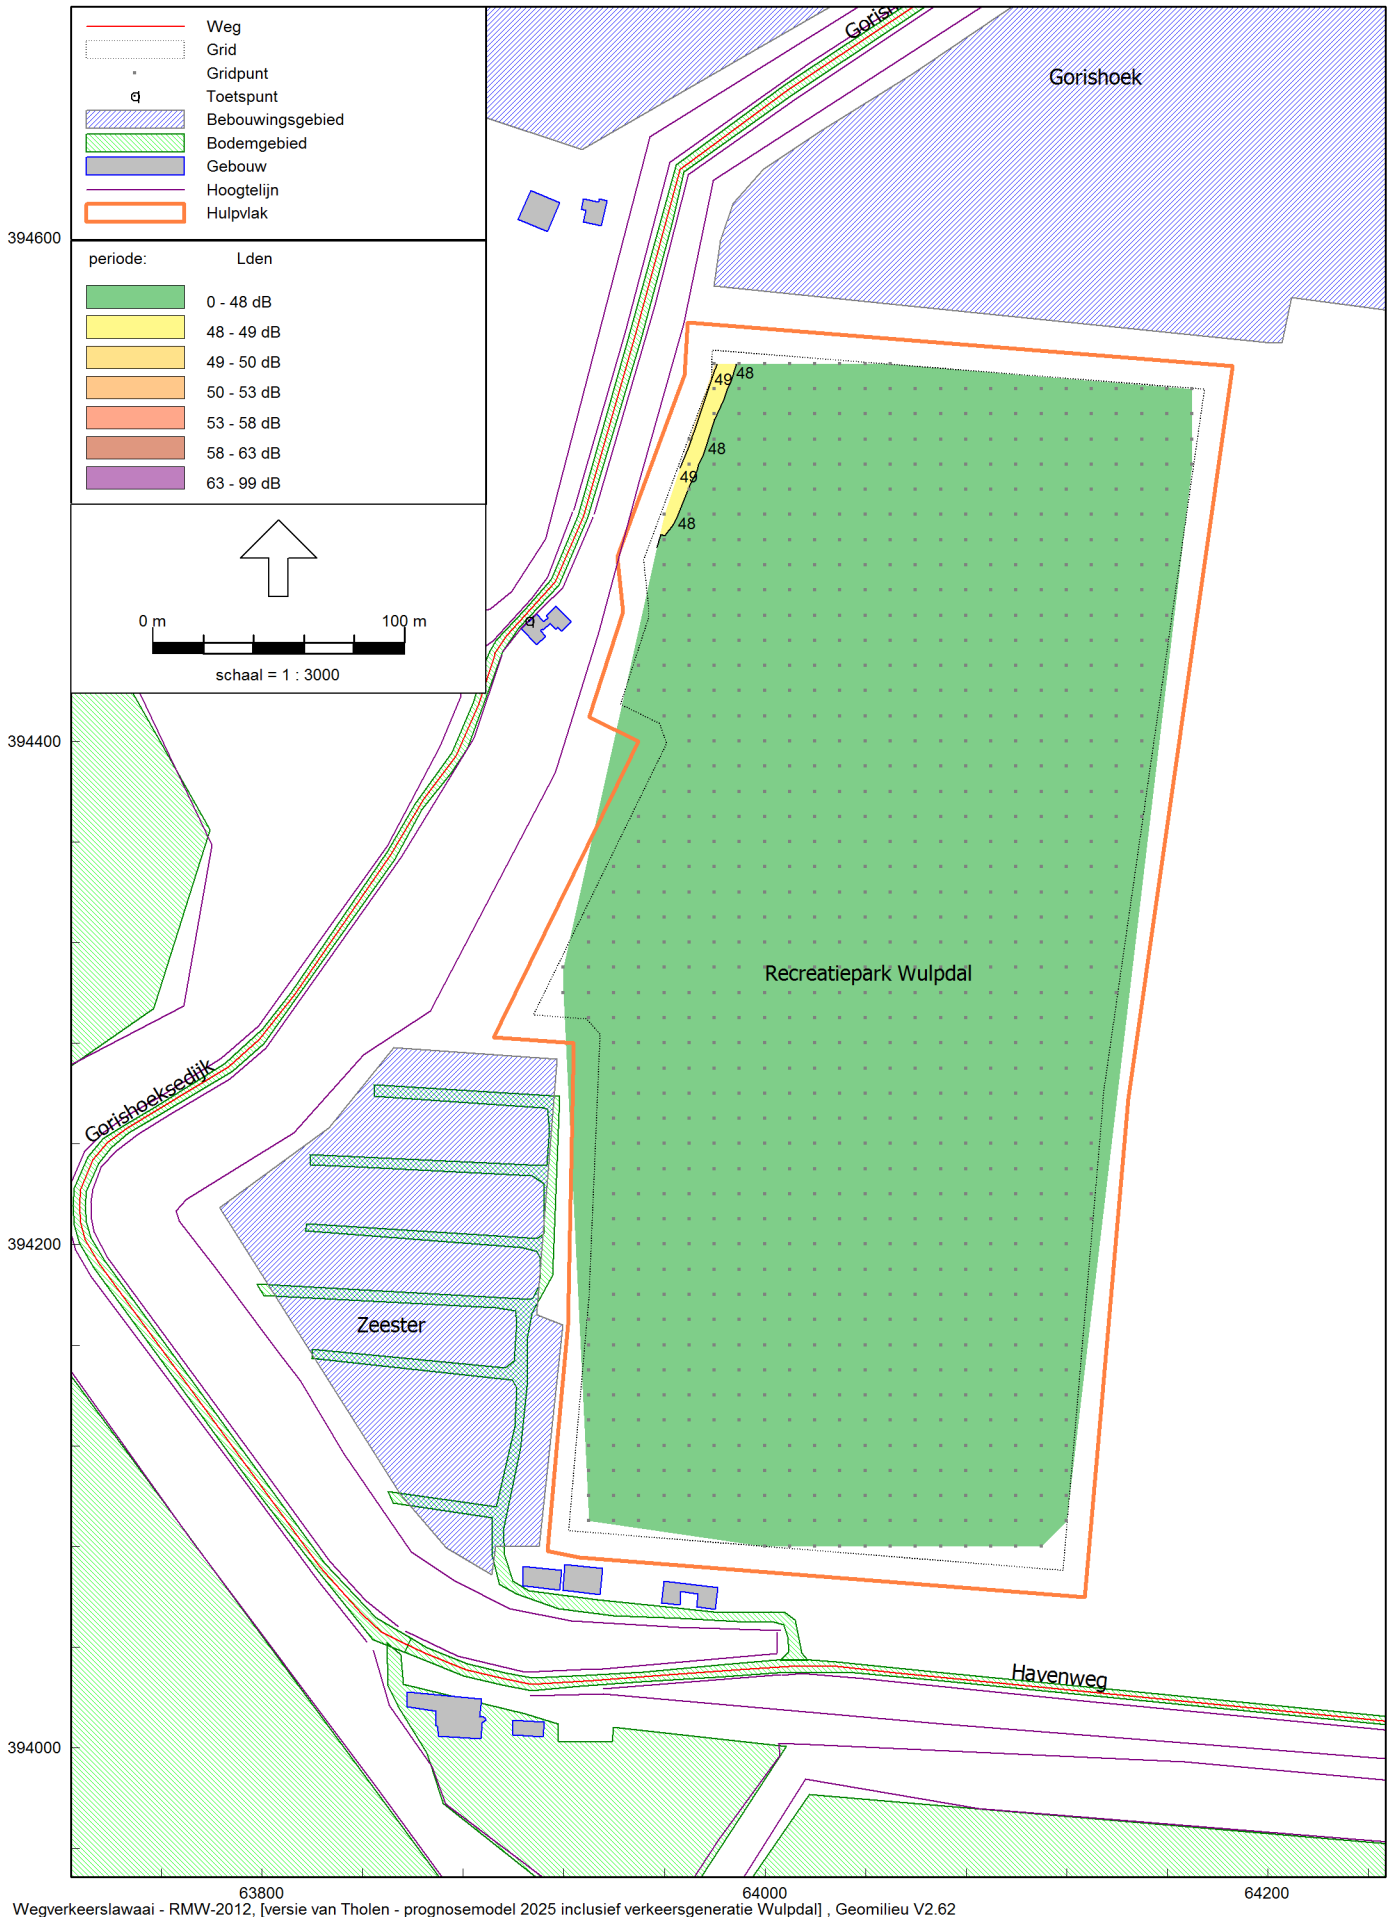 Weg
Grid
Gridpunt
Toetspunt
Bebouwingsgebied
Bodemgebied
Gebouw
Hoogtelijn
Hulpvlak
periode: Lden
0 - 48 dB
48 - 49 dB
49 - 50 dB
50 - 53 dB
53 - 58 dB
58 - 63 dB
63 - 99 dB
0 m 100 m
schaal = 1 : 3000
Gorishoek
394600
49 48
48
49
48
394400
Recreatiepark Wulpdal
Gorishoeksedijk
394200
Zeester
Havenweg
394000
63800 64000 64200
Wegverkeerslawaai - RMW-2012, [versie van Tholen - prognosemodel 2025 inclusief verkeersgeneratie Wulpdal] , Geomilieu V2.62